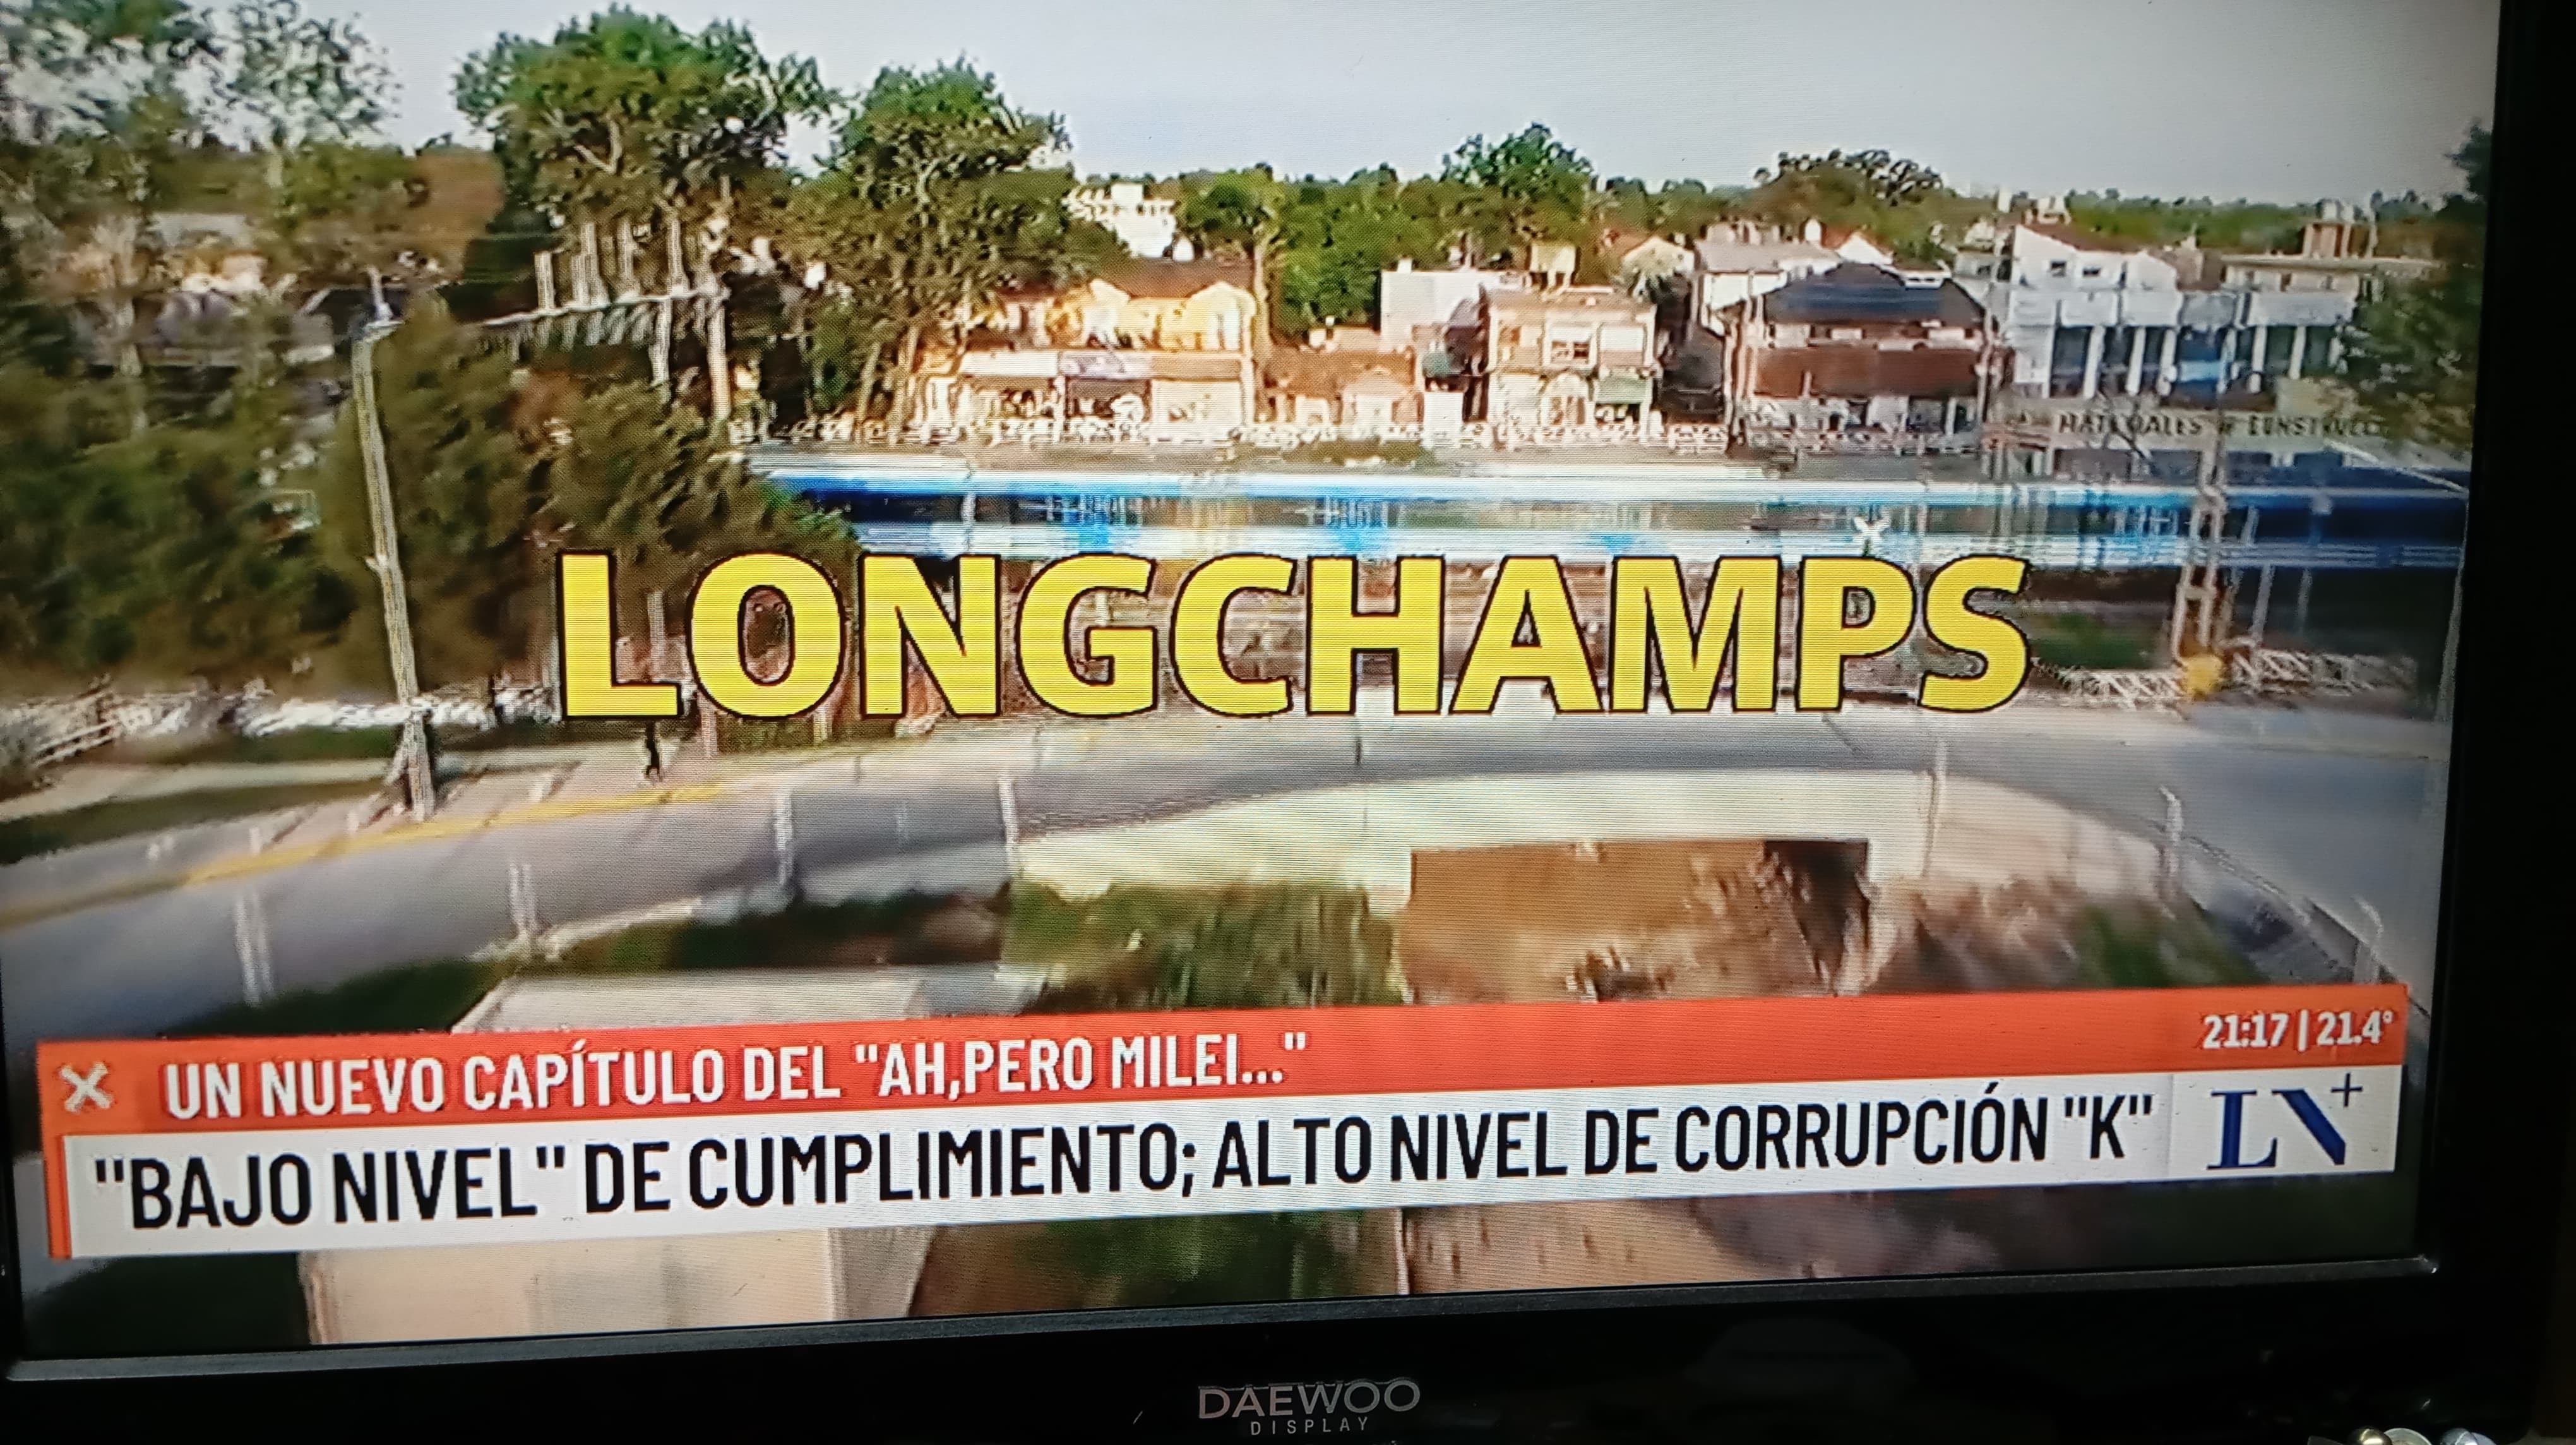 MATERIALES
LONGCHAMPS
UN NUEVO CAPÍTULO DEL "AH,PERO MILEI..."
21:17 | 21.4°
"BAJO NIVEL" DE CUMPLIMIENTO; ALTO NIVEL DE CORRUPCIÓN "K"
LN+
DAEWOO
DISPLAY